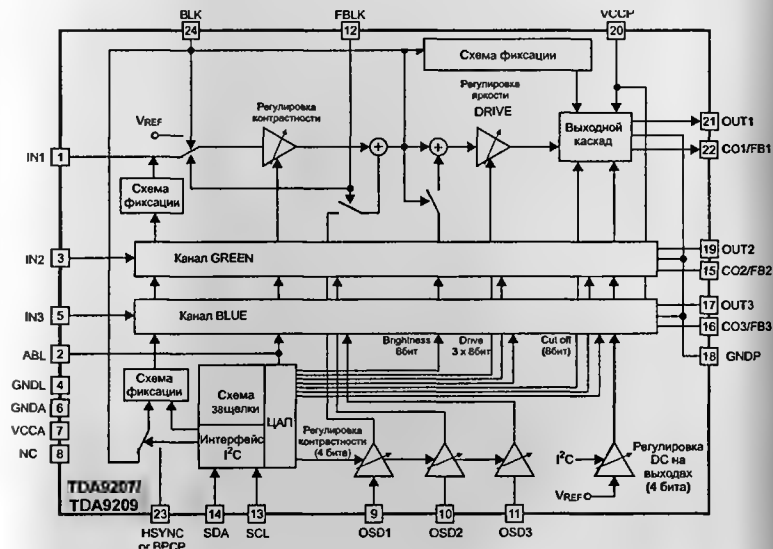 BLK FBLK VCCP
24 12 20
Схема фиксации
Регулировка
яркости
DRIVE
Регулировка
контрастности
VREF
Выходной
каскад
21 OUT1
22 CO1/FB1
IN1 1
Схема
фиксации
IN2 3
Канал GREEN
19 OUT2
15 CO2/FB2
IN3 5
Канал BLUE
17 OUT3
16 CO3/FB3
18 GNDP
Brightness
8бит
Drive
3 x 8бит
Cut off
(8бит)
ABL 2
GNDL 4
GNDA 6
VCCA 7
NC 8
Схема
фиксации
Схема
защелки
ЦАП
Интерфейс
I²C
Регулировка
контрастности
(4 бита)
I²C
VREF
Регулировка
DC на
выходах
(4 бита)
TDA9207/
TDA9209
23 14 13 9 10 11
HSYNC
or BPCP
SDA SCL OSD1 OSD2 OSD3